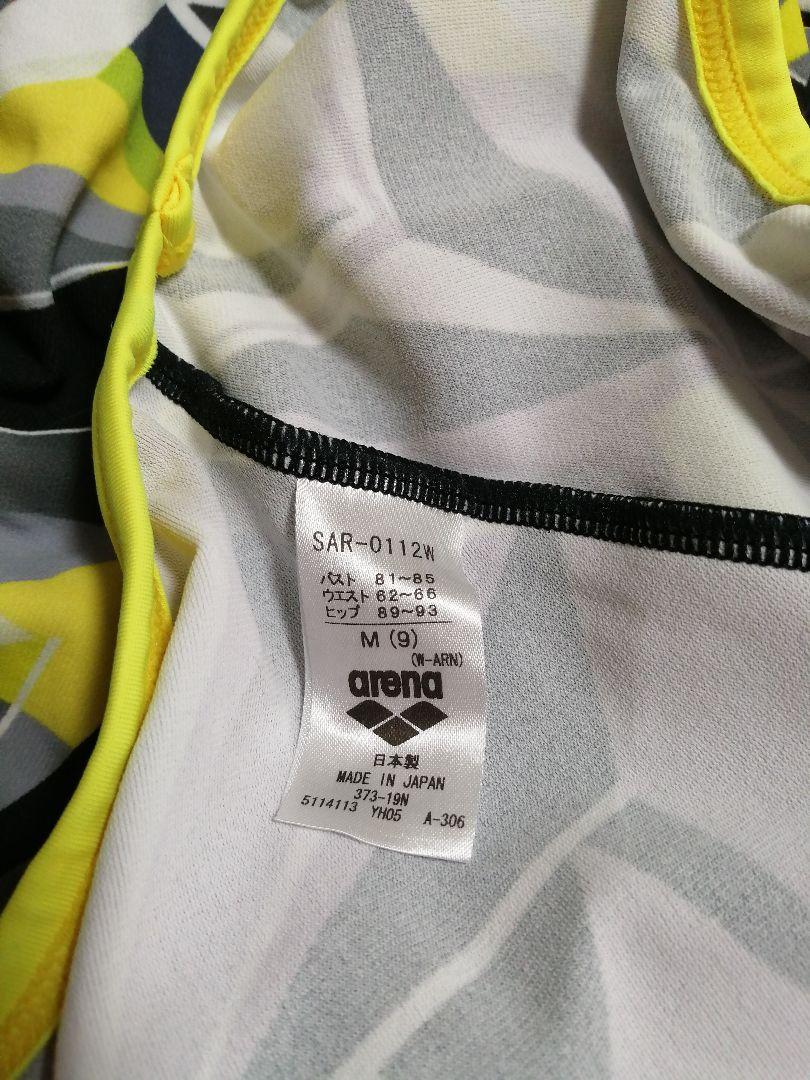 SAR-0112W
バスト 81~85
ウエスト 62~66
ヒップ 89~93
M (9)
(W-ARN)
arena
日本製
MADE IN JAPAN
373-19N
5114113 YH05 A-306